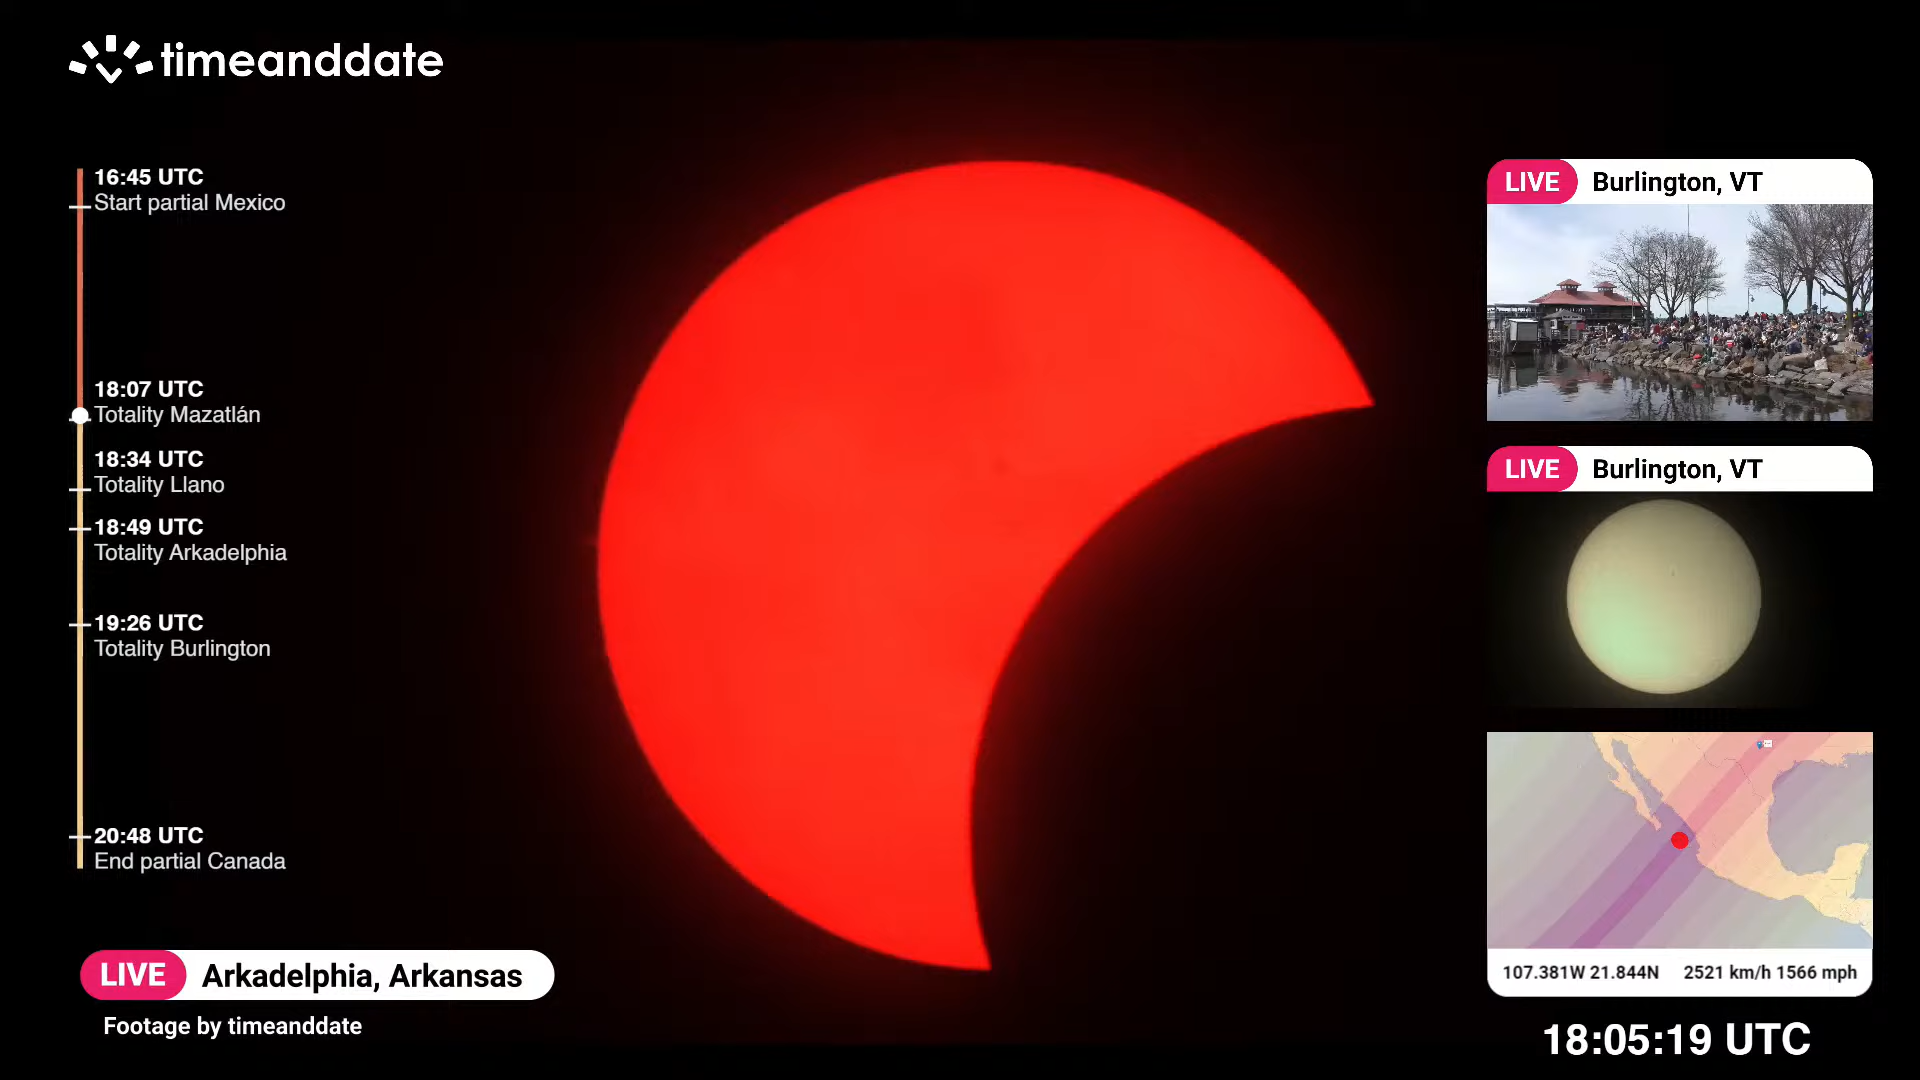 timeanddate
16:45 UTC
Start partial Mexico
18:07 UTC
Totality Mazatlán
18:34 UTC
Totality Llano
18:49 UTC
Totality Arkadelphia
19:26 UTC
Totality Burlington
20:48 UTC
End partial Canada
LIVE Arkadelphia, Arkansas
Footage by timeanddate
LIVE Burlington, VT
LIVE Burlington, VT
107.381W 21.844N 2521 km/h 1566 mph
18:05:19 UTC